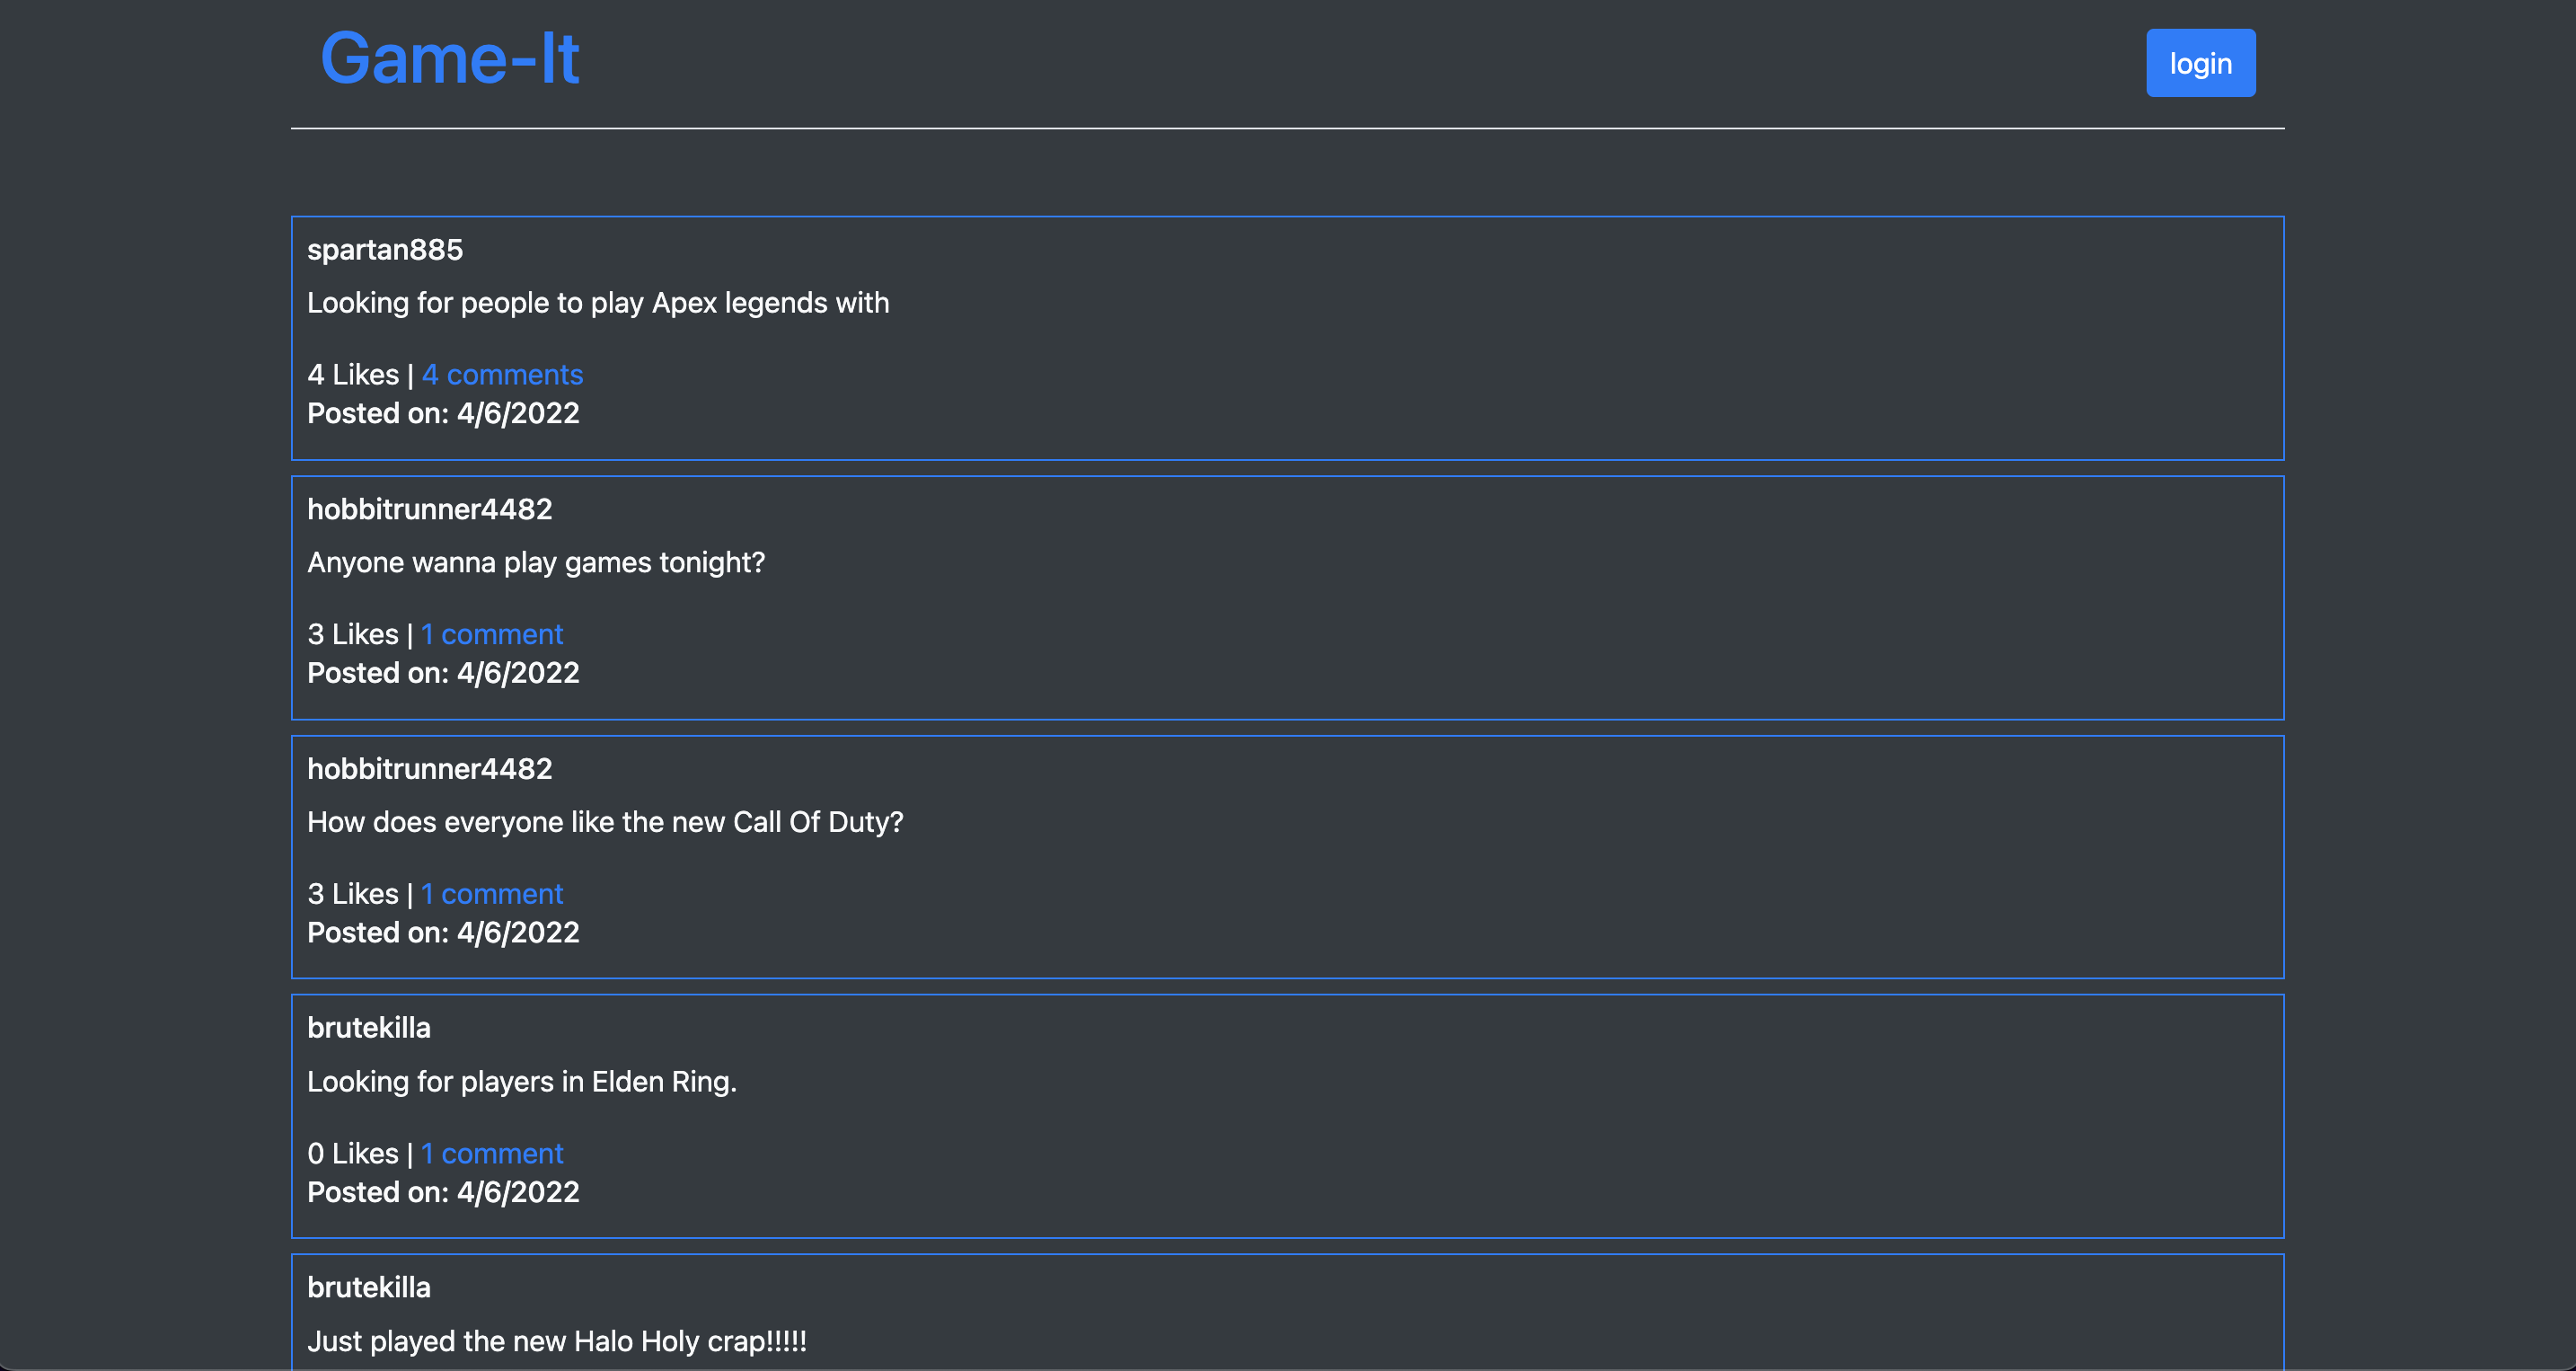 Game-It
login
spartan885
Looking for people to play Apex legends with
4 Likes | 4 comments
Posted on: 4/6/2022
hobbitrunner4482
Anyone wanna play games tonight?
3 Likes | 1 comment
Posted on: 4/6/2022
hobbitrunner4482
How does everyone like the new Call Of Duty?
3 Likes | 1 comment
Posted on: 4/6/2022
brutekilla
Looking for players in Elden Ring.
0 Likes | 1 comment
Posted on: 4/6/2022
brutekilla
Just played the new Halo Holy crap!!!!!